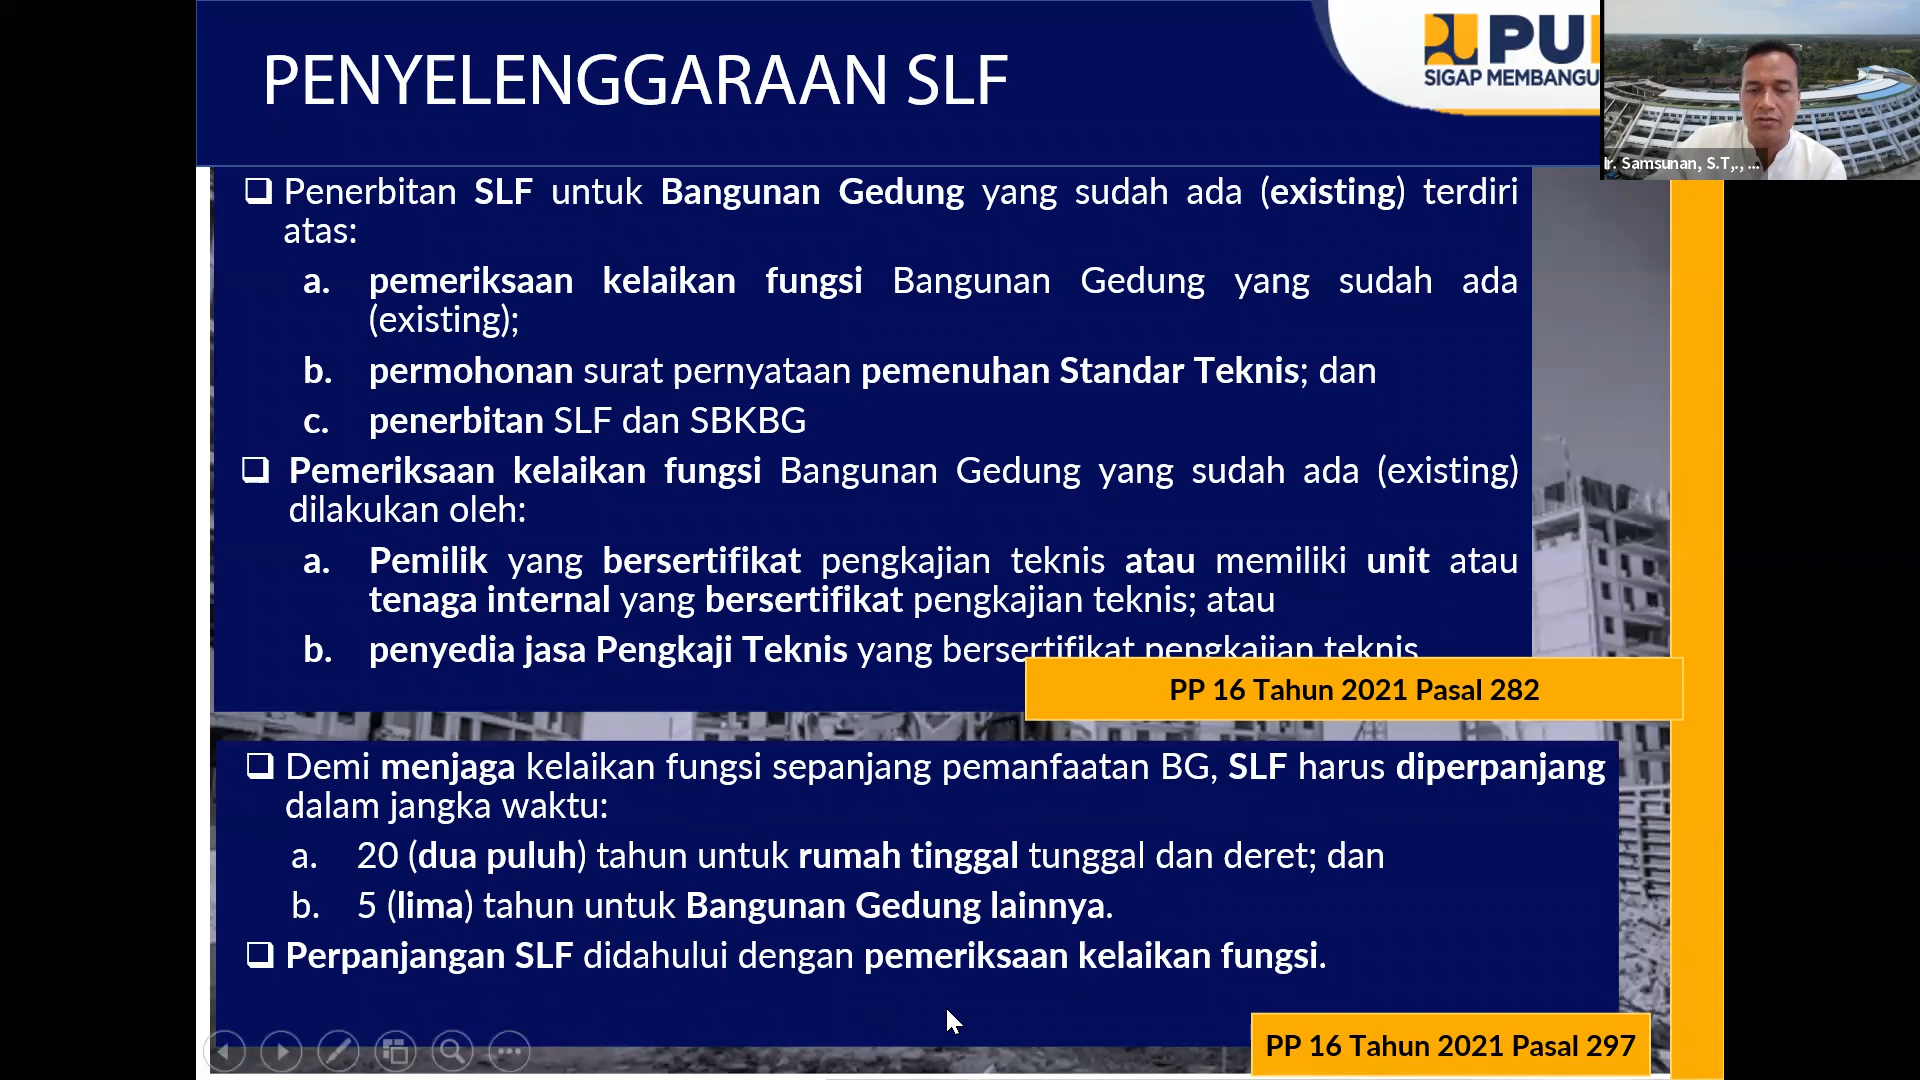 PENYELENGGARAAN SLF
PU
SIGAP MEMBANGU
Ir. Samsunan, S.T,., ...
❑ Penerbitan SLF untuk Bangunan Gedung yang sudah ada (existing) terdiri
atas:
a. pemeriksaan kelaikan fungsi Bangunan Gedung yang sudah ada
(existing);
b. permohonan surat pernyataan pemenuhan Standar Teknis; dan
c. penerbitan SLF dan SBKBG
❑ Pemeriksaan kelaikan fungsi Bangunan Gedung yang sudah ada (existing)
dilakukan oleh:
a. Pemilik yang bersertifikat pengkajian teknis atau memiliki unit atau
tenaga internal yang bersertifikat pengkajian teknis; atau
b. penyedia jasa Pengkaji Teknis yang bersertifikat pengkajian teknis
PP 16 Tahun 2021 Pasal 282
❑ Demi menjaga kelaikan fungsi sepanjang pemanfaatan BG, SLF harus diperpanjang
dalam jangka waktu:
a. 20 (dua puluh) tahun untuk rumah tinggal tunggal dan deret; dan
b. 5 (lima) tahun untuk Bangunan Gedung lainnya.
❑ Perpanjangan SLF didahului dengan pemeriksaan kelaikan fungsi.
PP 16 Tahun 2021 Pasal 297